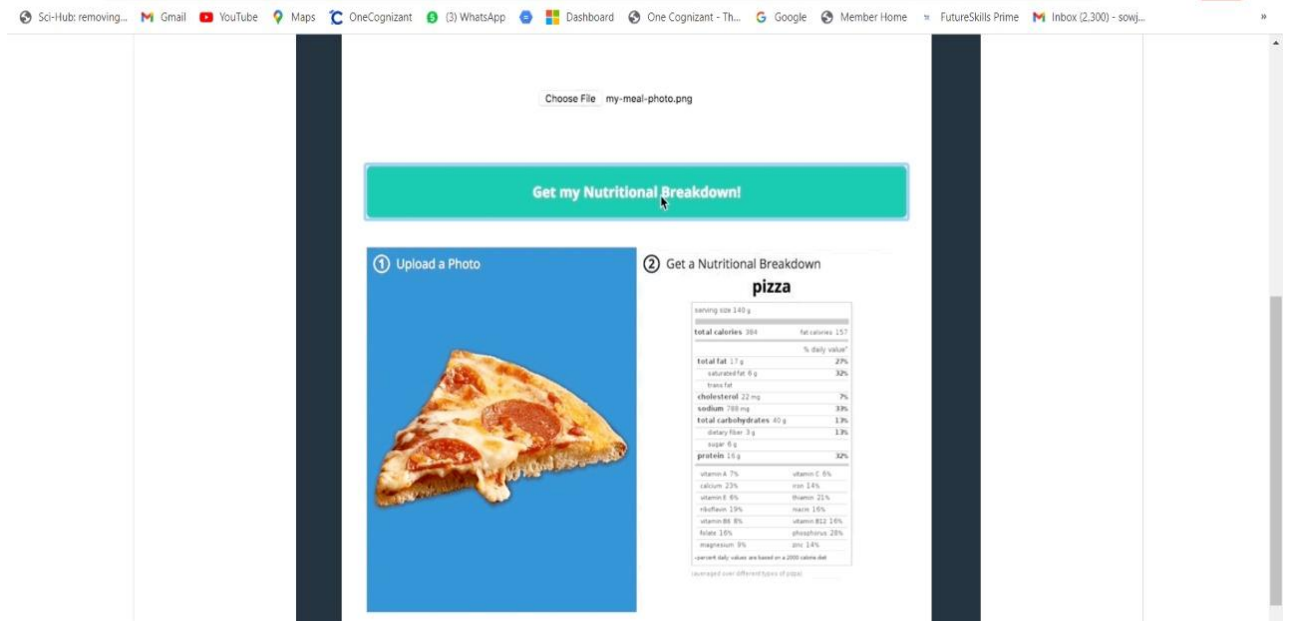 Sci-Hub: removing... Gmail YouTube Maps OneCognizant (3) WhatsApp Dashboard One Cognizant - Th... Google Member Home FutureSkills Prime Inbox (2,300) - sowj... »
Choose File my-meal-photo.png
Get my Nutritional Breakdown!
1 Upload a Photo
2 Get a Nutritional Breakdown
pizza
serving size 140 g
total calories 384 fat calories 157
% daily value*
total fat 17 g 27%
saturated fat 6 g 32%
trans fat
cholesterol 22 mg 7%
sodium 788 mg 33%
total carbohydrates 40 g 13%
dietary fiber 3 g 13%
sugar 6 g
protein 16 g 32%
vitamin A 7% vitamin C 6%
calcium 23% iron 14%
vitamin E 6% thiamin 21%
riboflavin 19% niacin 16%
vitamin B6 8% vitamin B12 16%
folate 16% phosphorus 28%
magnesium 9% zinc 14%
*percent daily values are based on a 2000 calorie diet
(averaged over different types of pizza)